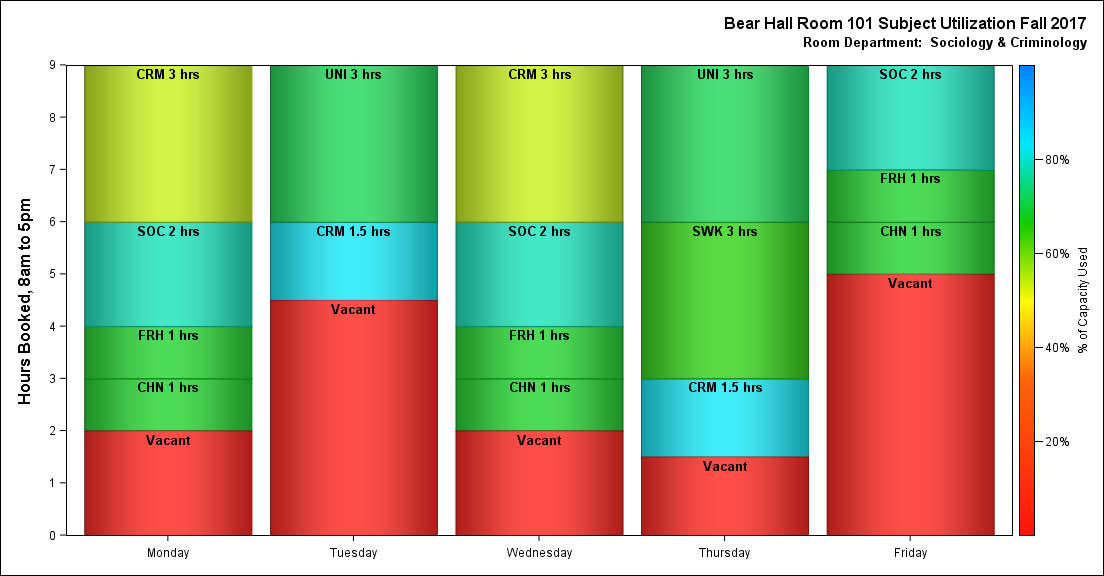 Bear Hall Room 101 Subject Utilization Fall 2017
Room Department:  Sociology & Criminology
Hours Booked, 8am to 5pm
9
8
7
6
5
4
3
2
1
0
CRM 3 hrs
SOC 2 hrs
FRH 1 hrs
CHN 1 hrs
Vacant
Monday
UNI 3 hrs
CRM 1.5 hrs
Vacant
Tuesday
CRM 3 hrs
SOC 2 hrs
FRH 1 hrs
CHN 1 hrs
Vacant
Wednesday
UNI 3 hrs
SWK 3 hrs
CRM 1.5 hrs
Vacant
Thursday
SOC 2 hrs
FRH 1 hrs
CHN 1 hrs
Vacant
Friday
80%
60%
40%
20%
% of Capacity Used